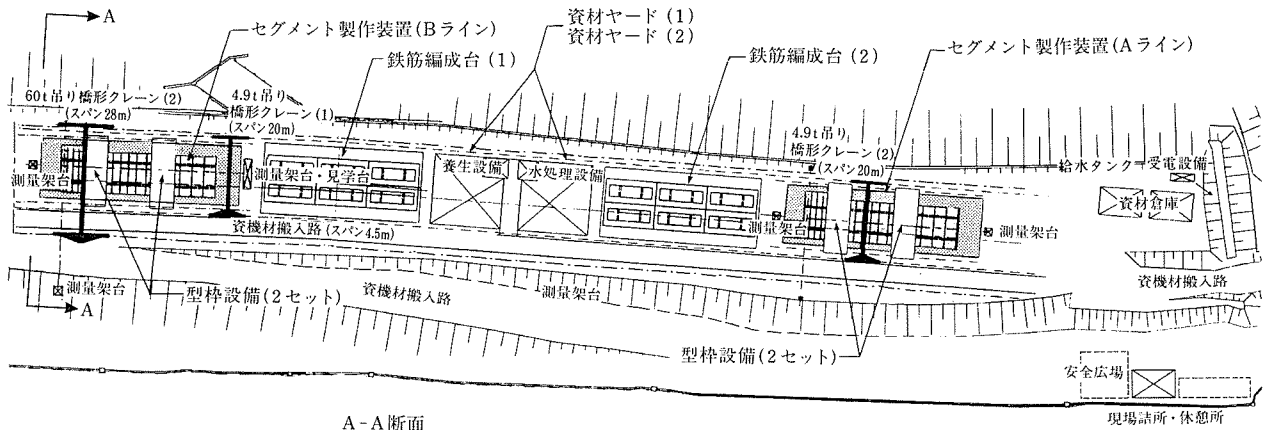 A
セグメント製作装置(Bライン)
資材ヤード(1)
資材ヤード(2)
鉄筋編成台(1)
鉄筋編成台(2)
セグメント製作装置(Aライン)
60t吊り橋形クレーン(2)
(スパン28m)
4.9t吊り
橋形クレーン(1)
(スパン20m)
4.9t吊り
橋形クレーン(2)
(スパン20m)
給水タンク
受電設備
測量架台
測量架台・見学台
養生設備
水処理設備
測量架台
測量架台
資材倉庫
資機材搬入路(スパン4.5m)
資機材搬入路
測量架台
A
型枠設備(2セット)
資機材搬入路
測量架台
型枠設備(2セット)
安全広場
現場詰所・休憩所
A-A断面